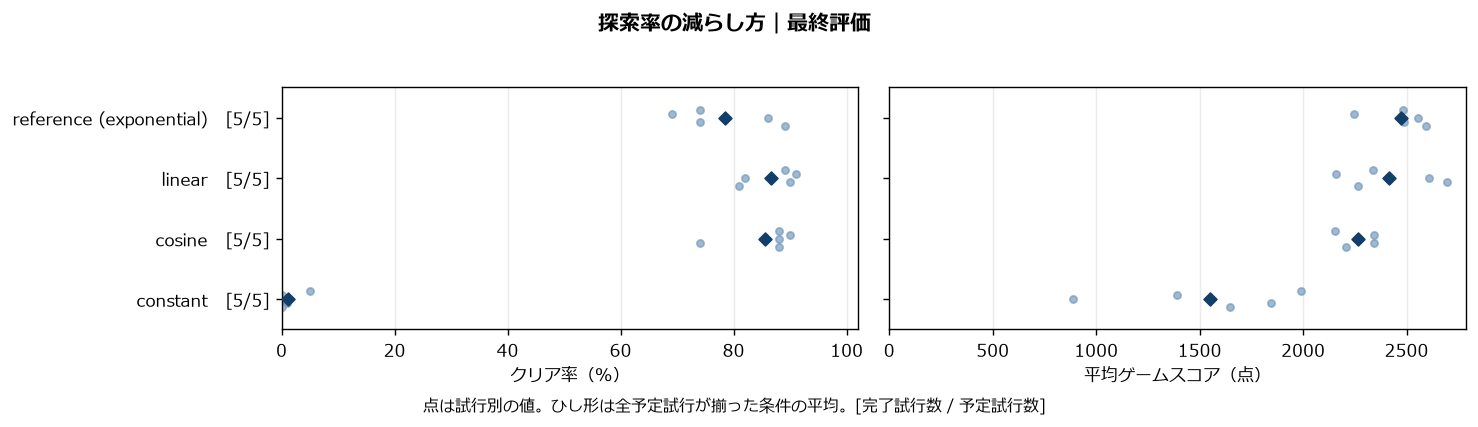 探索率の減らし方｜最終評価
reference (exponential) [5/5]
linear [5/5]
cosine [5/5]
constant [5/5]
0 20 40 60 80 100
0 500 1000 1500 2000 2500
クリア率（%）
平均ゲームスコア（点）
点は試行別の値。ひし形は全予定試行が揃った条件の平均。[完了試行数 / 予定試行数]